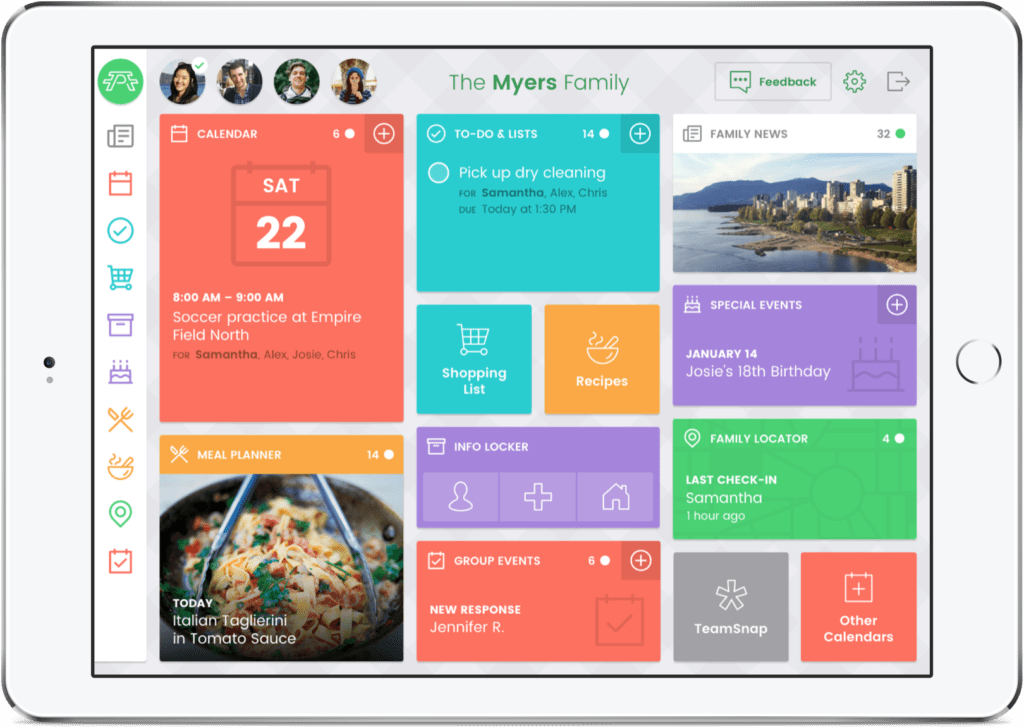 The Myers Family
Feedback
CALENDAR 6
SAT
22
8:00 AM – 9:00 AM
Soccer practice at Empire
Field North
FOR Samantha, Alex, Josie, Chris
TO-DO & LISTS 14
Pick up dry cleaning
FOR Samantha, Alex, Chris
DUE Today at 1:30 PM
FAMILY NEWS 32
Shopping
List
Recipes
SPECIAL EVENTS
JANUARY 14
Josie's 18th Birthday
MEAL PLANNER 14
TODAY
Italian Taglierini
in Tomato Sauce
INFO LOCKER
FAMILY LOCATOR 4
LAST CHECK-IN
Samantha
1 hour ago
GROUP EVENTS 6
NEW RESPONSE
Jennifer R.
TeamSnap
Other
Calendars